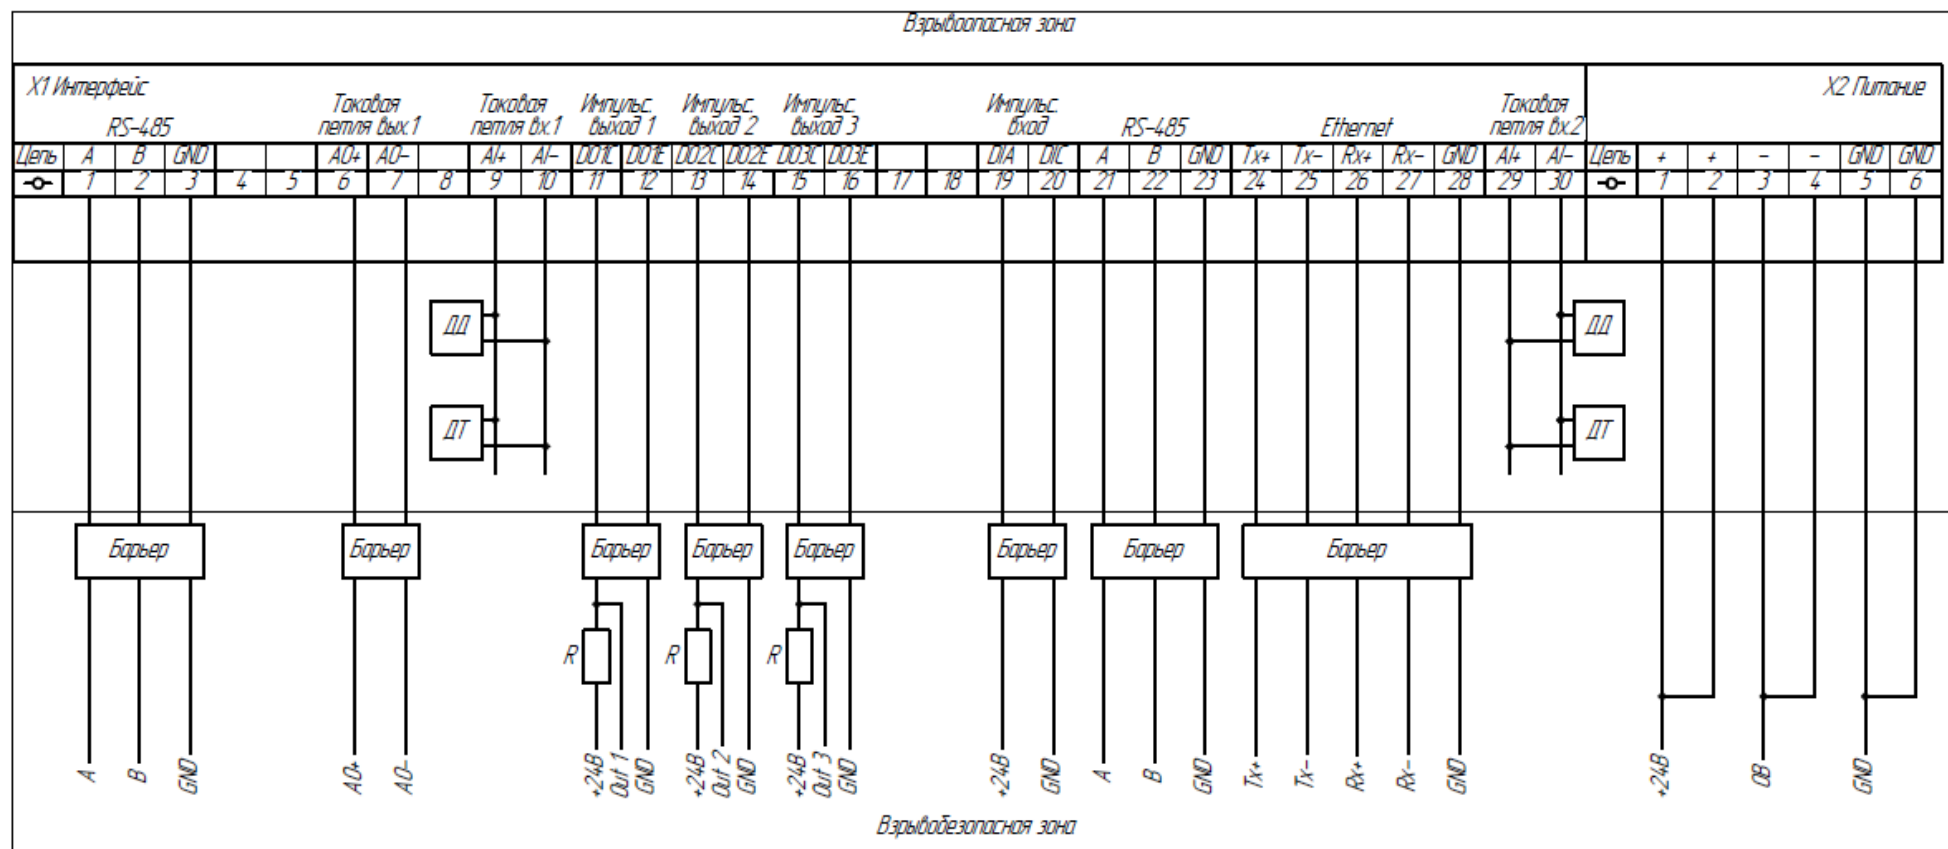 Взрывоопасная зона
X1 Интерфейс
X2 Питание
RS-485
Токовая
петля вых.1
Токовая
петля вх.1
Импульс.
выход 1
Импульс.
выход 2
Импульс.
выход 3
Импульс.
вход
RS-485
Ethernet
Токовая
петля вх.2
Цепь A B GND AO+ AO- AI+ AI- DO1C DO1E DO2C DO2E DO3C DO3E DIA DIC A B GND Tx+ Tx- Rx+ Rx- GND AI+ AI- Цепь + + - - GND GND
1 2 3 4 5 6 7 8 9 10 11 12 13 14 15 16 17 18 19 20 21 22 23 24 25 26 27 28 29 30 1 2 3 4 5 6
ДД ДД
ДТ ДТ
Барьер Барьер Барьер Барьер Барьер Барьер Барьер Барьер
R R R
A B GND AO+ AO- +24В Out 1 GND +24В Out 2 GND +24В Out 3 GND +24В GND A B GND Tx+ Tx- Rx+ Rx- GND +24В 0В GND
Взрывобезопасная зона